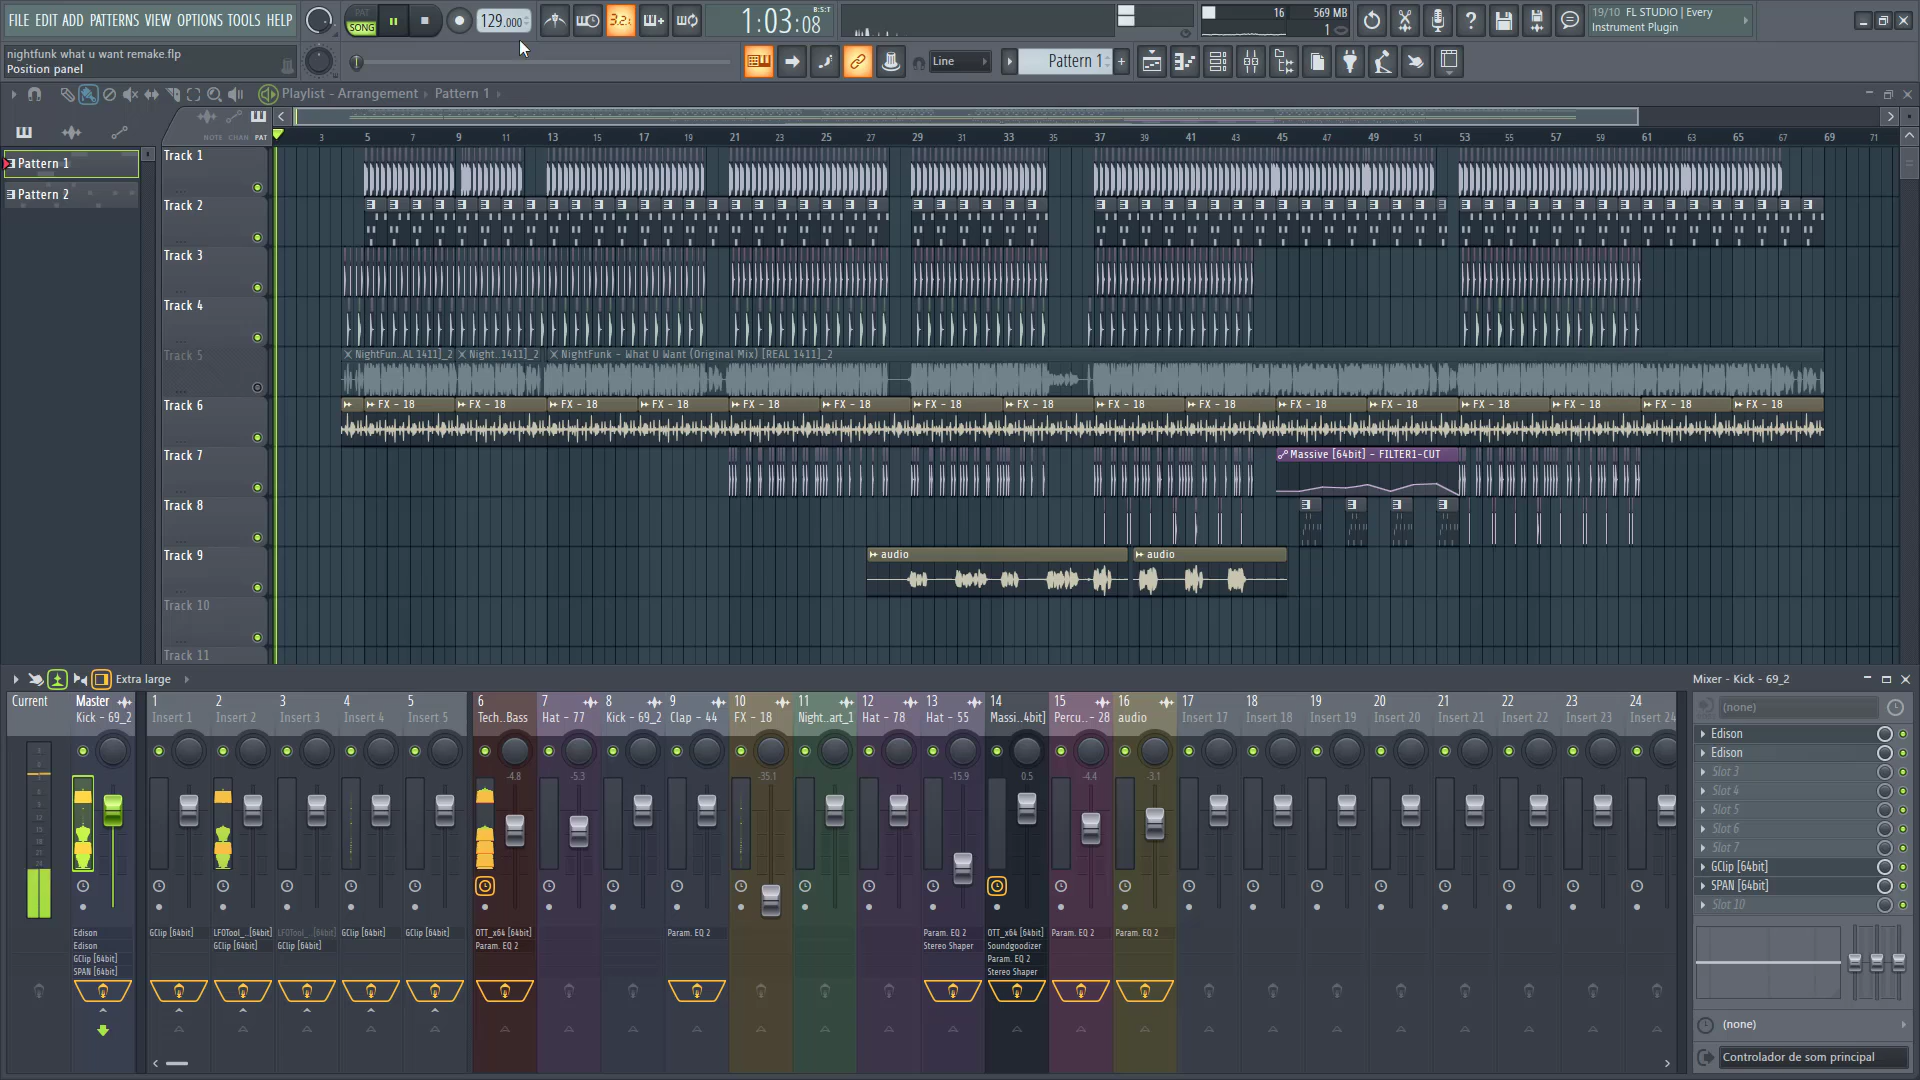 FILE EDIT ADD PATTERNS VIEW OPTIONS TOOLS HELP
PAT
SONG
129.000
3.2.
1:03:08
B:S:T
16
569 MB
1
19/10 FL STUDIO | Every
Instrument Plugin
nightfunk what u want remake.flp
Position panel
Line
Pattern 1
Playlist - Arrangement
Pattern 1
NOTE CHAN PAT
3 5 7 9 11 13 15 17 19 21 23 25 27 29 31 33 35 37 39 41 43 45 47 49 51 53 55 57 59 61 63 65 67 69 71
Pattern 1
Pattern 2
Track 1
Track 2
Track 3
Track 4
Track 5
NightFun..AL 1411]_2
Night..1411]_2
NightFunk - What U Want (Original Mix) [REAL 1411]_2
Track 6
FX - 18 FX - 18 FX - 18 FX - 18 FX - 18 FX - 18 FX - 18 FX - 18 FX - 18 FX - 18 FX - 18 FX - 18 FX - 18 FX - 18 FX - 18 FX - 18
Track 7
Massive [64bit] - FILTER1-CUT
Track 8
Track 9
audio
audio
Track 10
Track 11
Extra large
Mixer - Kick - 69_2
Current Master 1 2 3 4 5 6 7 8 9 10 11 12 13 14 15 16 17 18 19 20 21 22 23 24
Kick - 69_2 Insert 1 Insert 2 Insert 3 Insert 4 Insert 5 Tech..Bass Hat - 77 Kick - 69_2 Clap - 44 FX - 18 Night..art_1 Hat - 78 Hat - 55 Massi..4bit] Percu..- 28 audio Insert 17 Insert 18 Insert 19 Insert 20 Insert 21 Insert 22 Insert 23 Insert 24
-4.8 -5.3 -35.1 -15.9 0.5 -4.4 -3.1
Edison GClip [64bit] LFOTool_..[64bit] LFOTool_..[64bit] GClip [64bit] GClip [64bit] OTT_x64 [64bit] Param. EQ 2 Param. EQ 2 OTT_x64 [64bit] Param. EQ 2 Param. EQ 2
Edison GClip [64bit] GClip [64bit] Param. EQ 2 Stereo Shaper Soundgoodizer
GClip [64bit] Param. EQ 2
SPAN [64bit] Stereo Shaper
(none)
Edison
Edison
Slot 3
Slot 4
Slot 5
Slot 6
Slot 7
GClip [64bit]
SPAN [64bit]
Slot 10
(none)
Controlador de som principal